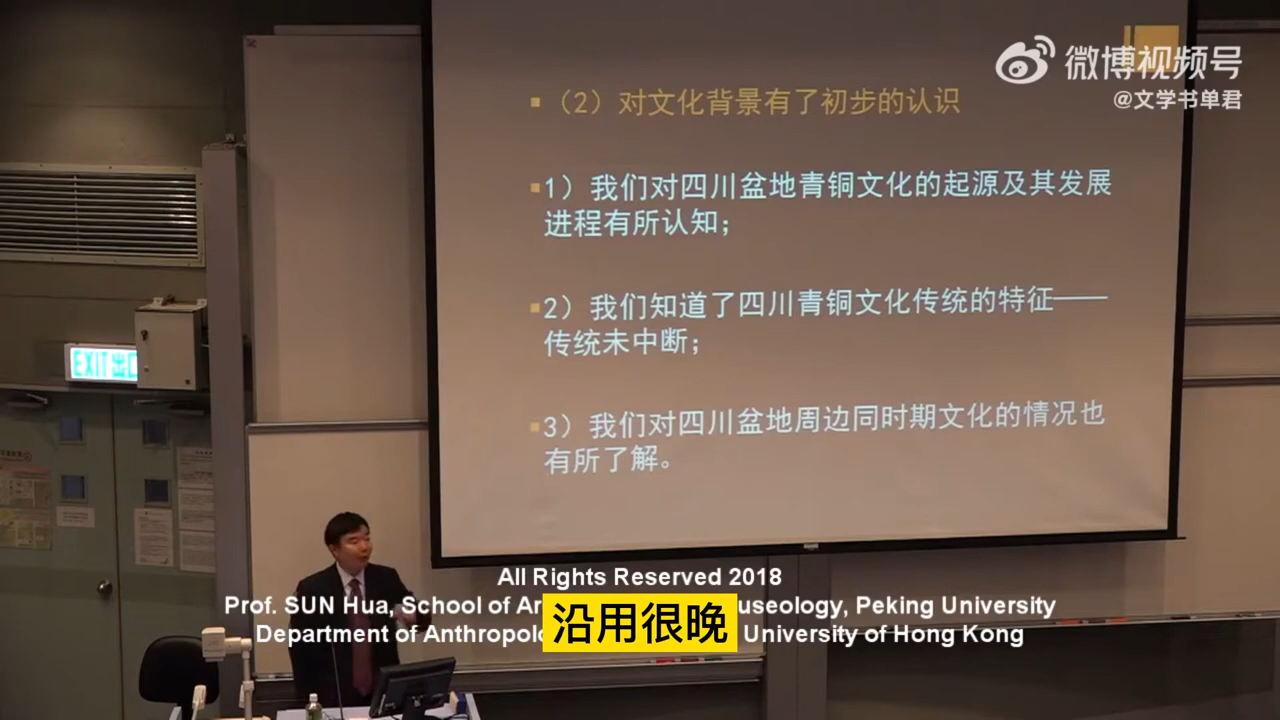 微博视频号
@文学书单君
（2）对文化背景有了初步的认识
1）我们对四川盆地青铜文化的起源及其发展
进程有所认知；
2）我们知道了四川青铜文化传统的特征——
传统未中断；
3）我们对四川盆地周边同时期文化的情况也
有所了解。
EXIT 出口
All Rights Reserved 2018
Prof. SUN Hua, School of Ar useology, Peking University
Department of Anthropolo University of Hong Kong
沿用很晚